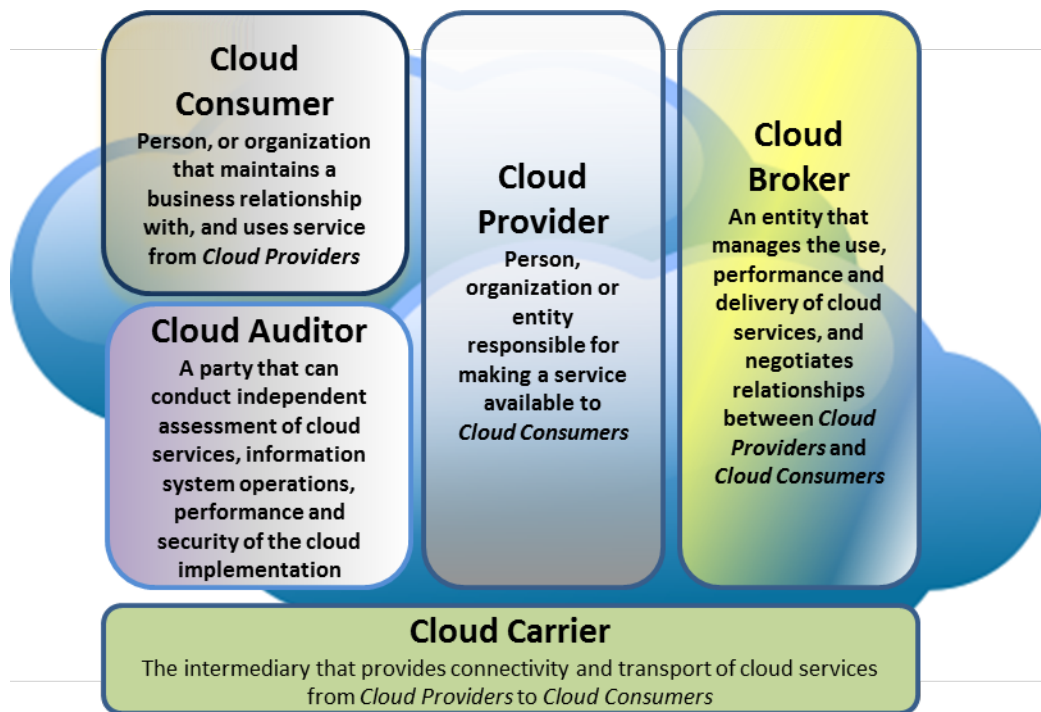 Cloud
Consumer
Person, or organization
that maintains a
business relationship
with, and uses service
from Cloud Providers
Cloud Auditor
A party that can
conduct independent
assessment of cloud
services, information
system operations,
performance and
security of the cloud
implementation
Cloud
Provider
Person,
organization or
entity
responsible for
making a service
available to
Cloud Consumers
Cloud
Broker
An entity that
manages the use,
performance and
delivery of cloud
services, and
negotiates
relationships
between Cloud
Providers and
Cloud Consumers
Cloud Carrier
The intermediary that provides connectivity and transport of cloud services
from Cloud Providers to Cloud Consumers